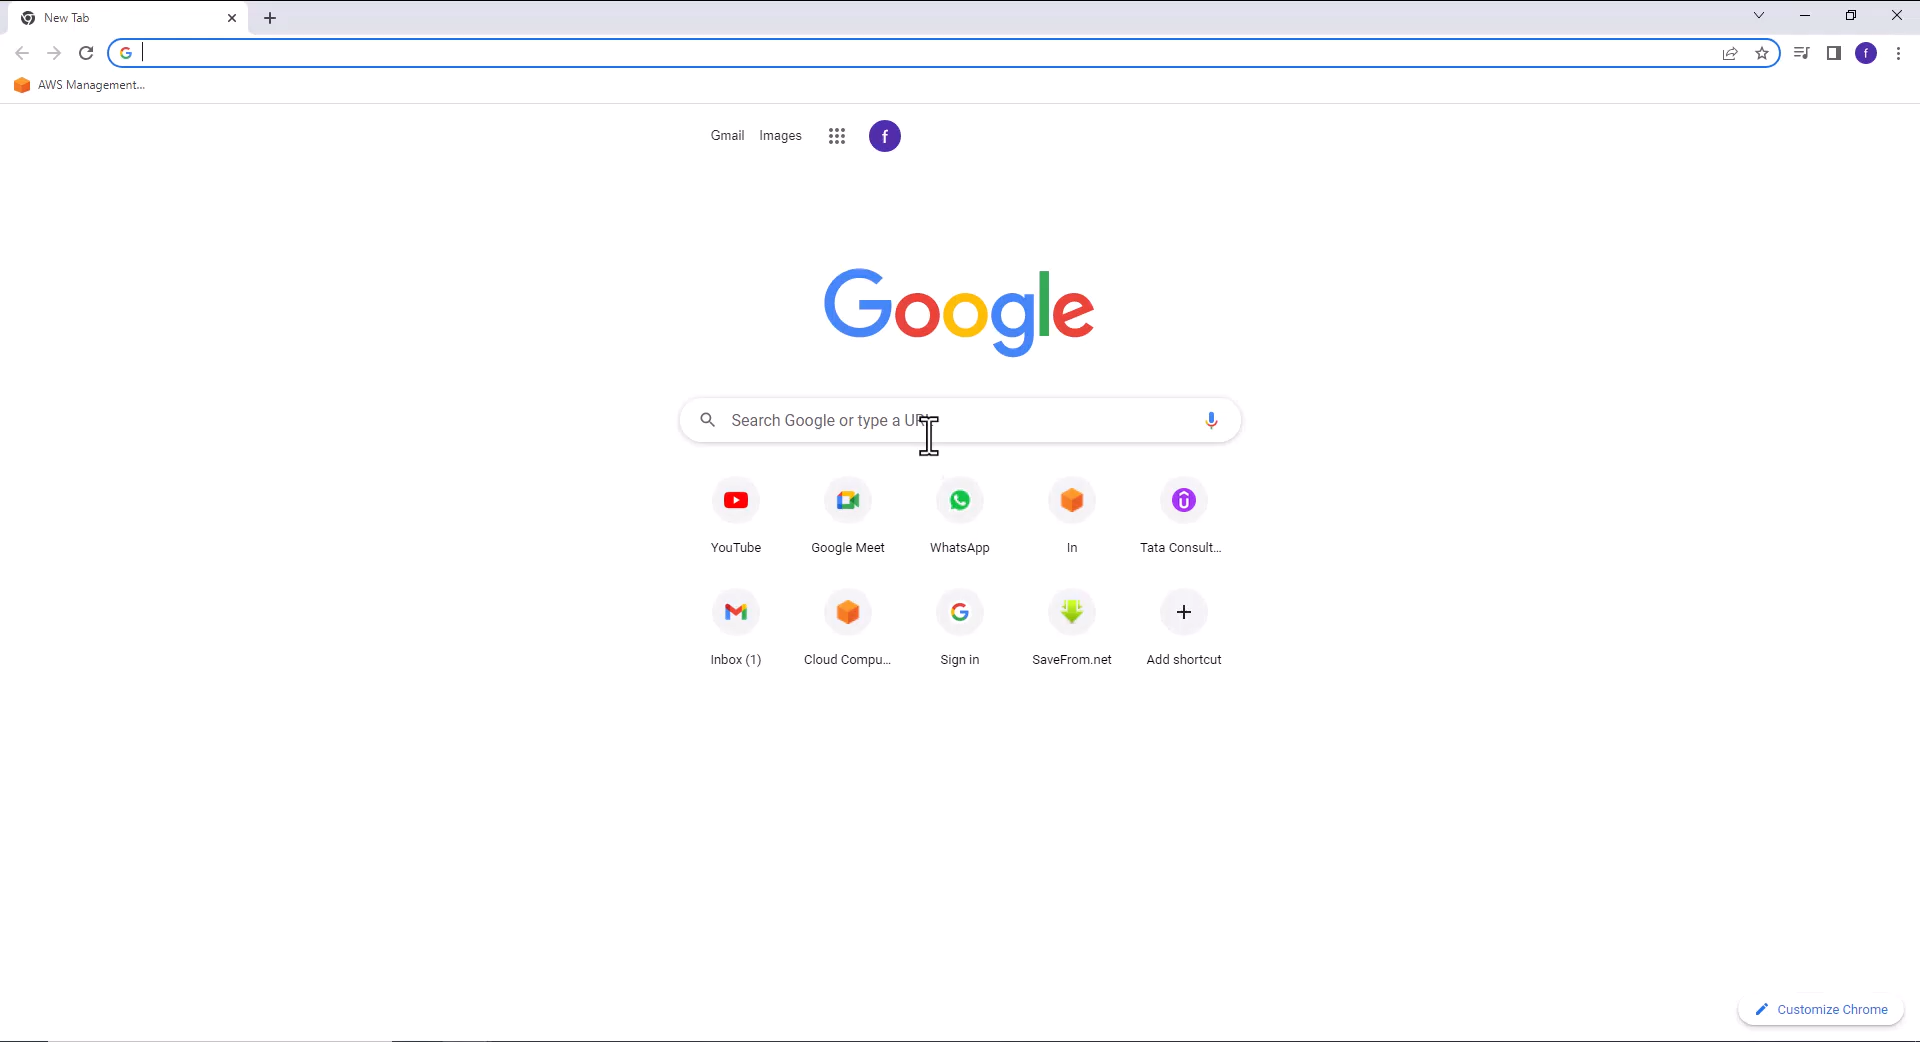 New Tab
f
AWS Management...
Gmail Images f
Google
Search Google or type a
YouTube Google Meet WhatsApp In Tata Consult...
Inbox (1) Cloud Compu... Sign in SaveFrom.net Add shortcut
Customize Chrome